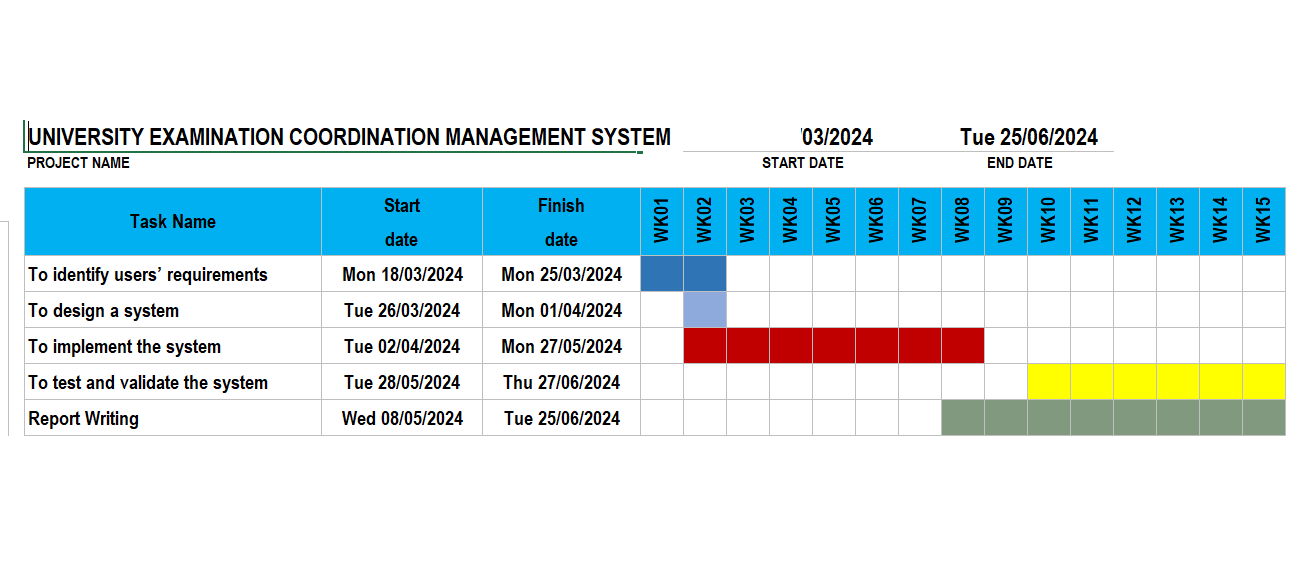 UNIVERSITY EXAMINATION COORDINATION MANAGEMENT SYSTEM /03/2024 Tue 25/06/2024
PROJECT NAME START DATE END DATE
Task Name Start date Finish date WK01 WK02 WK03 WK04 WK05 WK06 WK07 WK08 WK09 WK10 WK11 WK12 WK13 WK14 WK15
To identify users’ requirements Mon 18/03/2024 Mon 25/03/2024
To design a system Tue 26/03/2024 Mon 01/04/2024
To implement the system Tue 02/04/2024 Mon 27/05/2024
To test and validate the system Tue 28/05/2024 Thu 27/06/2024
Report Writing Wed 08/05/2024 Tue 25/06/2024